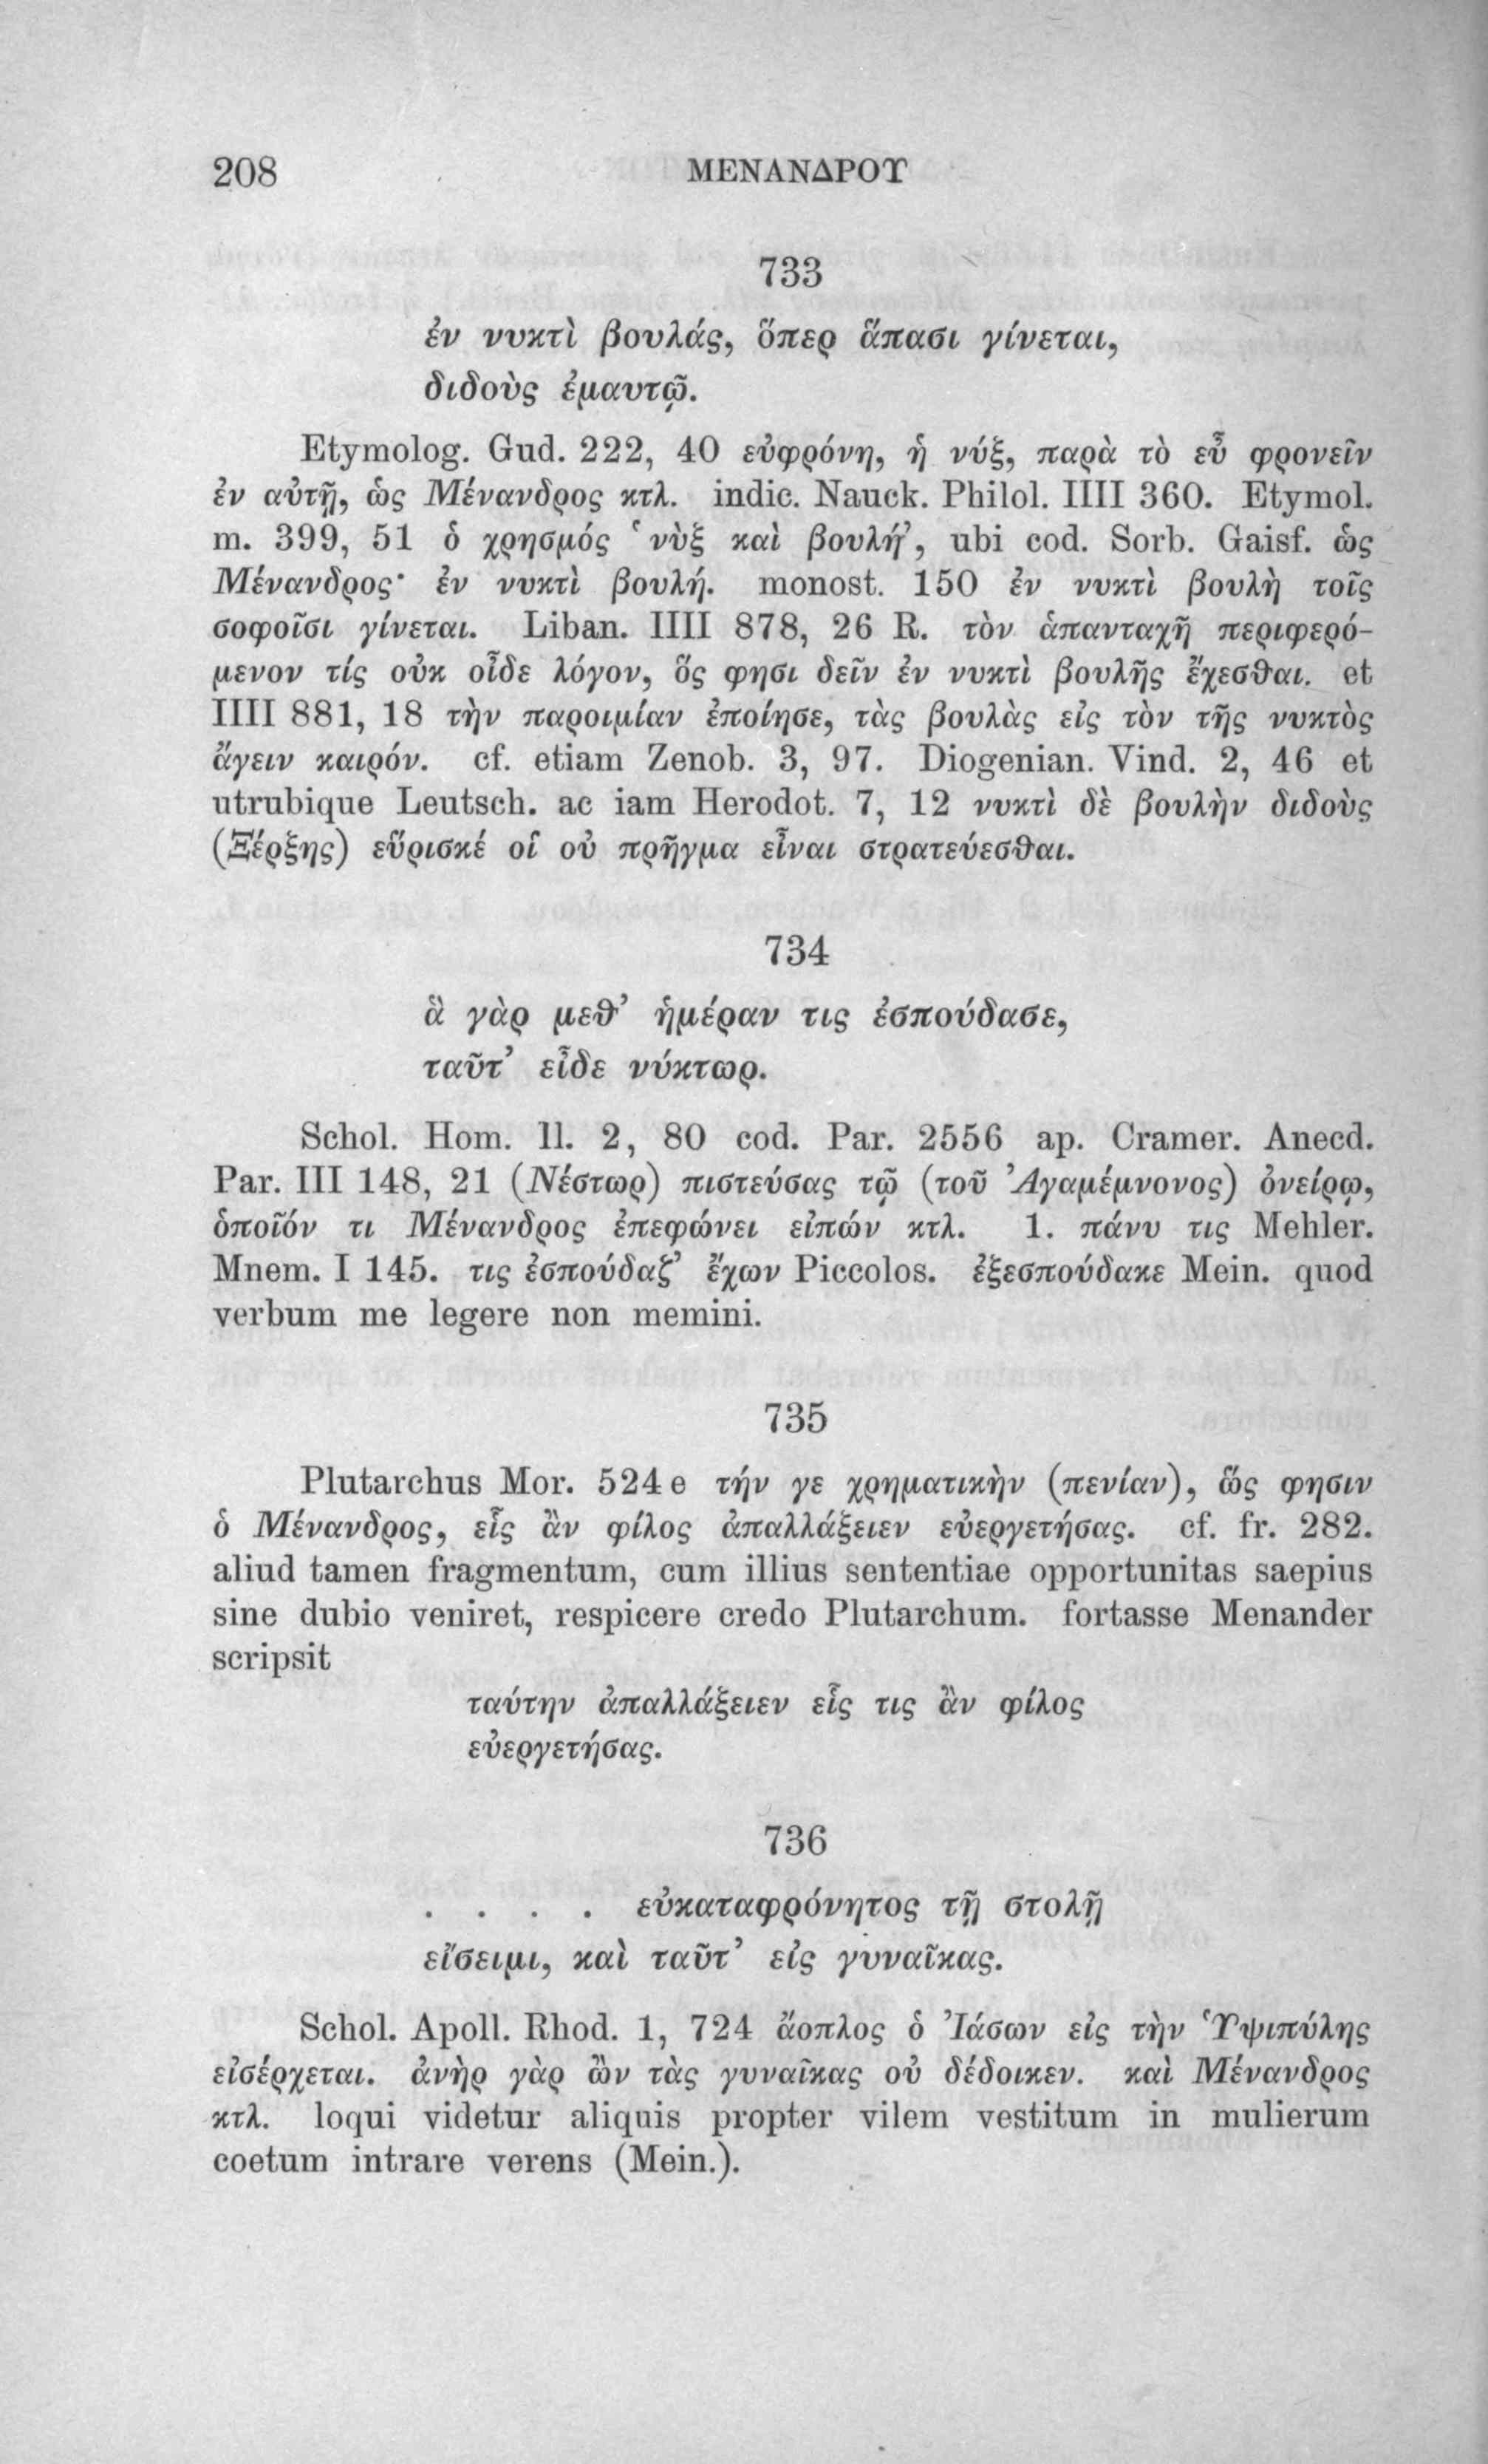 208 ΜΕΝΑΝΔΡΟΥ
733
ἐν νυκτὶ βουλάς, ὅπερ ἅπασι γίνεται,
διδοὺς ἐμαυτῷ.
Etymolog. Gud. 222, 40 εὐφρόνη, ἡ νύξ, παρὰ τὸ εὖ φρονεῖν
ἐν αὐτῇ, ὡς Μένανδρος κτλ. indic. Nauck. Philol. IIII 360. Etymol.
m. 399, 51 ὁ χρησμός ʽνὺξ καὶ βουλή’, ubi cod. Sorb. Gaisf. ὡς
Μένανδρος· ἐν νυκτὶ βουλή. monost. 150 ἐν νυκτὶ βουλὴ τοῖς
σοφοῖσι γίνεται. Liban. IIII 878, 26 R. τὸν ἁπανταχῆ περιφερό-
μενον τίς οὐκ οἶδε λόγον, ὅς φησι δεῖν ἐν νυκτὶ βουλῆς ἔχεσθαι. et
IIII 881, 18 τὴν παροιμίαν ἐποίησε, τὰς βουλὰς εἰς τὸν τῆς νυκτὸς
ἄγειν καιρόν. cf. etiam Zenob. 3, 97. Diogenian. Vind. 2, 46 et
utrubique Leutsch. ac iam Herodot. 7, 12 νυκτὶ δὲ βουλὴν διδοὺς
(Ξέρξης) εὕρισκέ οἱ οὐ πρῆγμα εἶναι στρατεύεσθαι.
734
ἃ γὰρ μεθ’ ἡμέραν τις ἐσπούδασε,
ταῦτ’ εἶδε νύκτωρ.
Schol. Hom. Il. 2, 80 cod. Par. 2556 ap. Cramer. Anecd.
Par. III 148, 21 (Νέστωρ) πιστεύσας τῷ (τοῦ Ἀγαμέμνονος) ὀνείρῳ,
ὁποῖόν τι Μένανδρος ἐπεφώνει εἰπών κτλ. 1. πάνυ τις Mehler.
Mnem. I 145. τις ἐσπούδαζ’ ἔχων Piccolos. ἐξεσπούδακε Mein. quod
verbum me legere non memini.
735
Plutarchus Mor. 524 e τήν γε χρηματικὴν (πενίαν), ὥς φησιν
ὁ Μένανδρος, εἷς ἂν φίλος ἀπαλλάξειεν εὐεργετήσας. cf. fr. 282.
aliud tamen fragmentum, cum illius sententiae opportunitas saepius
sine dubio veniret, respicere credo Plutarchum. fortasse Menander
scripsit
ταύτην ἀπαλλάξειεν εἷς τις ἂν φίλος
εὐεργετήσας.
736
. . . . εὐκαταφρόνητος τῇ στολῇ
εἴσειμι, καὶ ταῦτ’ εἰς γυναῖκας.
Schol. Apoll. Rhod. 1, 724 ἄοπλος ὁ Ἰάσων εἰς τὴν Ὑψιπύλης
εἰσέρχεται. ἀνὴρ γὰρ ὢν τὰς γυναῖκας οὐ δέδοικεν. καὶ Μένανδρος
κτλ. loqui videtur aliquis propter vilem vestitum in mulierum
coetum intrare verens (Mein.).